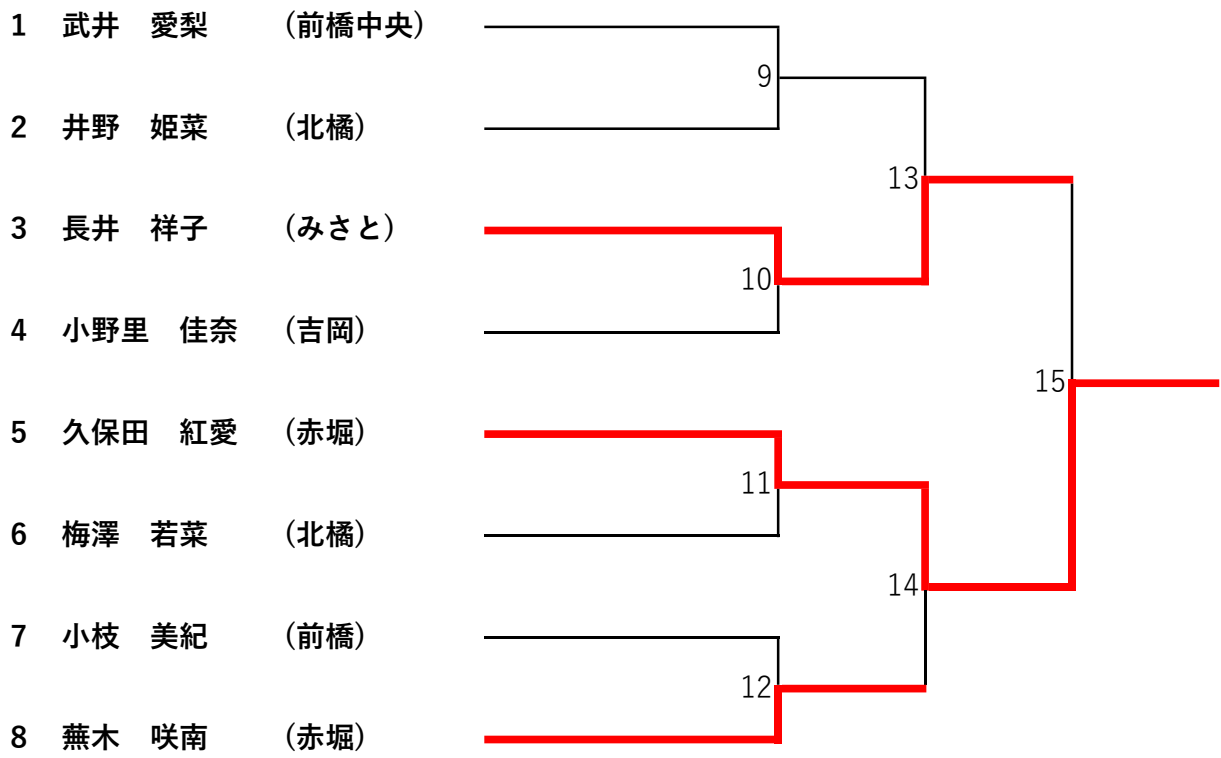 1 武井 愛梨 (前橋中央)
9
2 井野 姫菜 (北橘)
13
3 長井 祥子 (みさと)
10
4 小野里 佳奈 (吉岡)
15
5 久保田 紅愛 (赤堀)
11
6 梅澤 若菜 (北橘)
14
7 小枝 美紀 (前橋)
12
8 蕪木 咲南 (赤堀)